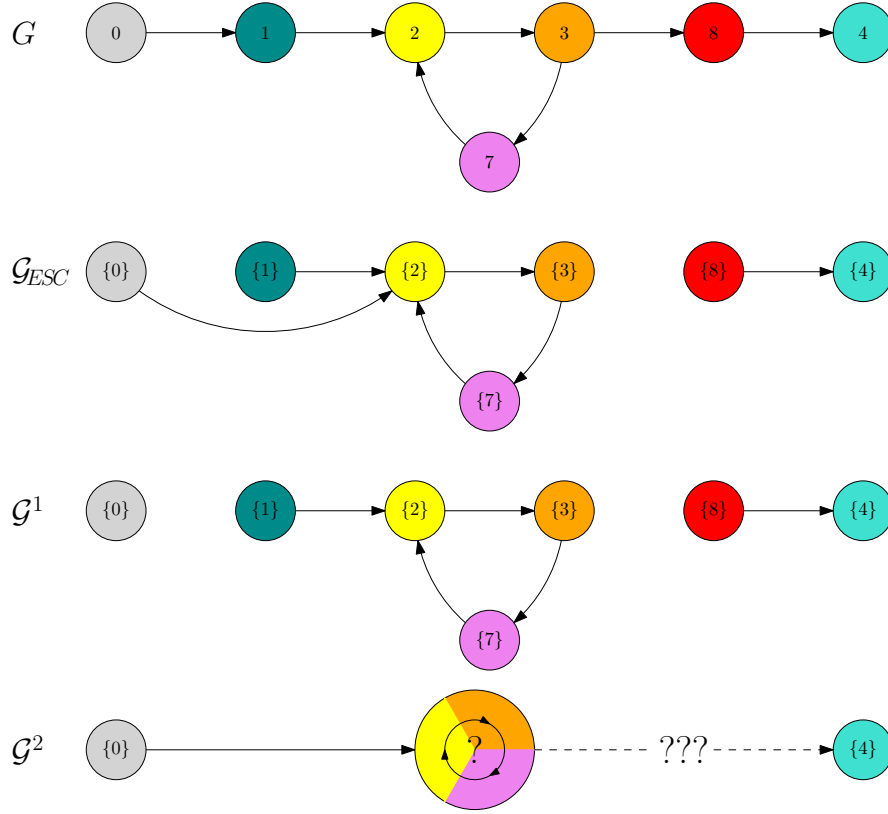 G 0 1 2 3 8 4
7
𝒢_ESC {0} {1} {2} {3} {8} {4}
{7}
𝒢¹ {0} {1} {2} {3} {8} {4}
{7}
𝒢² {0} ? ??? {4}